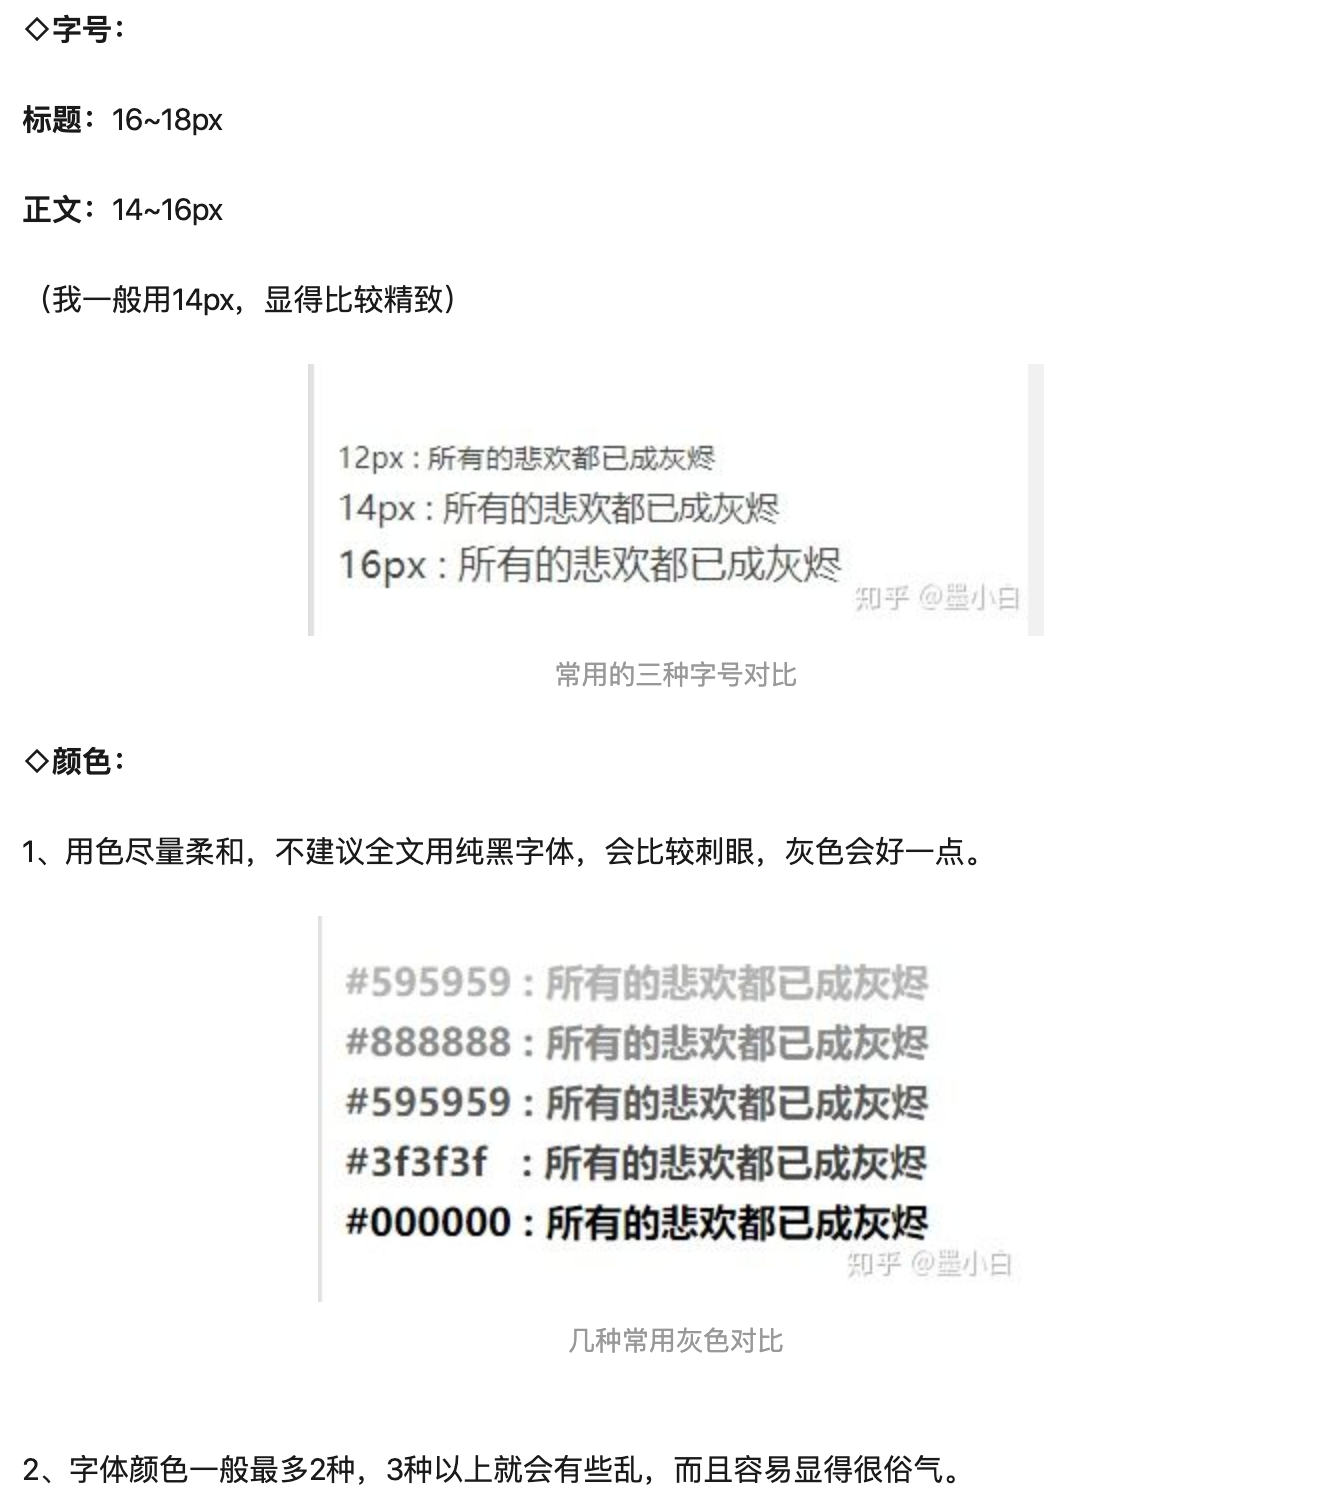 ◇字号：
标题：16~18px
正文：14~16px
（我一般用14px，显得比较精致）
12px : 所有的悲欢都已成灰烬
14px : 所有的悲欢都已成灰烬
16px : 所有的悲欢都已成灰烬
知乎 @墨小白
常用的三种字号对比
◇颜色：
1、用色尽量柔和，不建议全文用纯黑字体，会比较刺眼，灰色会好一点。
#595959 : 所有的悲欢都已成灰烬
#888888 : 所有的悲欢都已成灰烬
#595959 : 所有的悲欢都已成灰烬
#3f3f3f : 所有的悲欢都已成灰烬
#000000 : 所有的悲欢都已成灰烬
知乎 @墨小白
几种常用灰色对比
2、字体颜色一般最多2种，3种以上就会有些乱，而且容易显得很俗气。